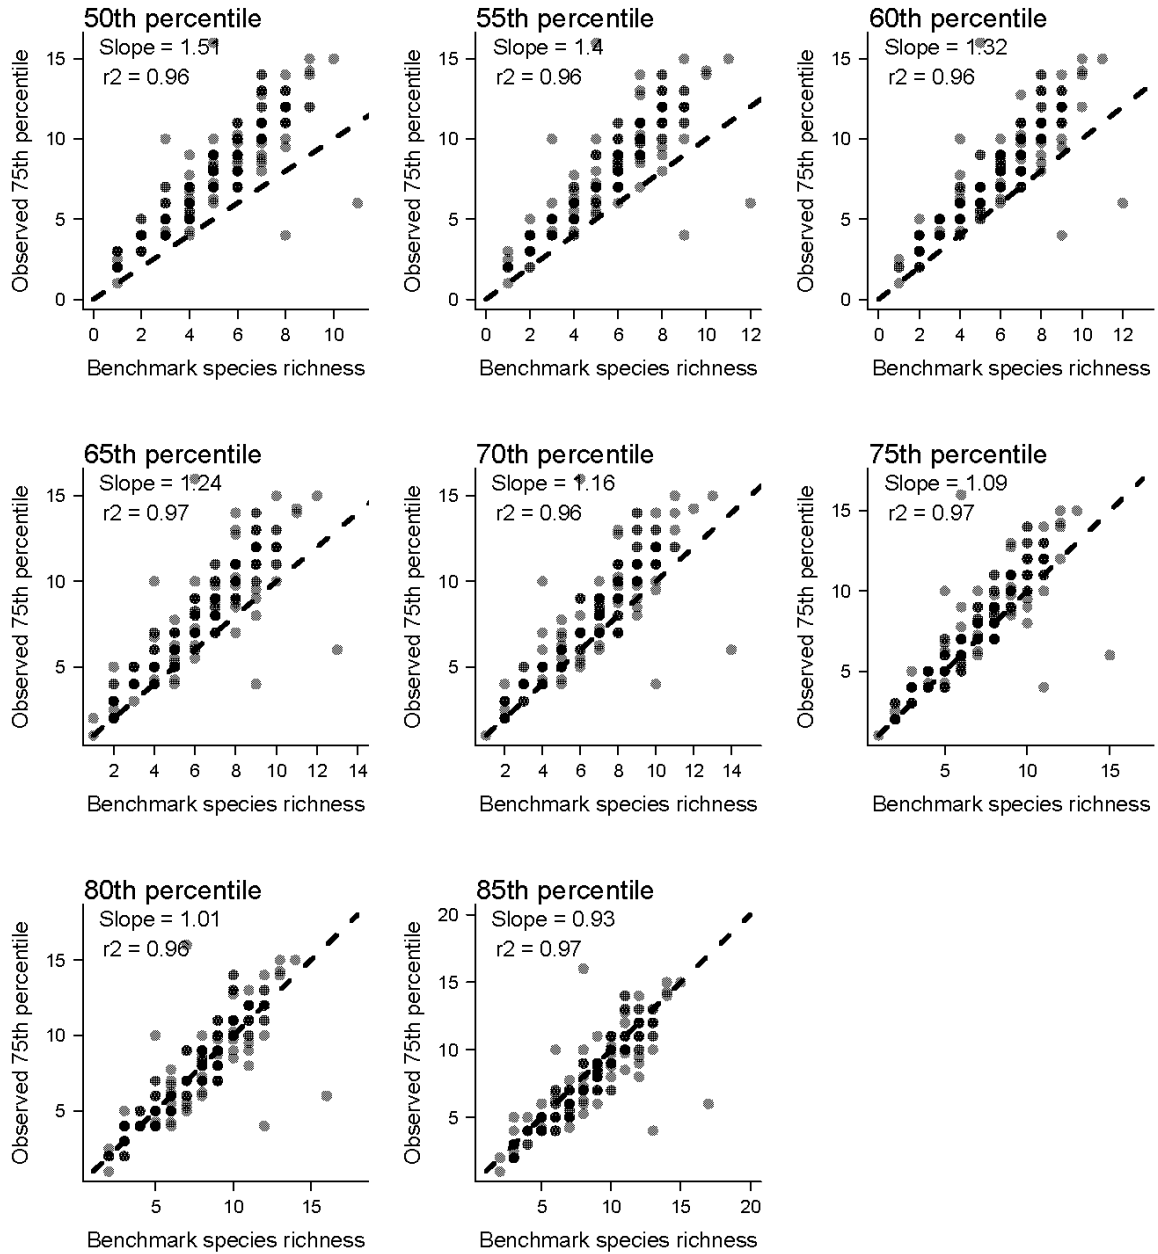 50th percentile
Slope = 1.51
r2 = 0.96
Observed 75th percentile
15
10
5
0
0 2 4 6 8 10
Benchmark species richness
55th percentile
Slope = 1.4
r2 = 0.96
Observed 75th percentile
15
10
5
0
0 2 4 6 8 10 12
Benchmark species richness
60th percentile
Slope = 1.32
r2 = 0.96
Observed 75th percentile
15
10
5
0
0 2 4 6 8 10 12
Benchmark species richness
65th percentile
Slope = 1.24
r2 = 0.97
Observed 75th percentile
15
10
5
2 4 6 8 10 12 14
Benchmark species richness
70th percentile
Slope = 1.16
r2 = 0.96
Observed 75th percentile
15
10
5
2 4 6 8 10 12 14
Benchmark species richness
75th percentile
Slope = 1.09
r2 = 0.97
Observed 75th percentile
15
10
5
5 10 15
Benchmark species richness
80th percentile
Slope = 1.01
r2 = 0.96
Observed 75th percentile
15
10
5
5 10 15
Benchmark species richness
85th percentile
Slope = 0.93
r2 = 0.97
Observed 75th percentile
20
15
10
5
5 10 15 20
Benchmark species richness